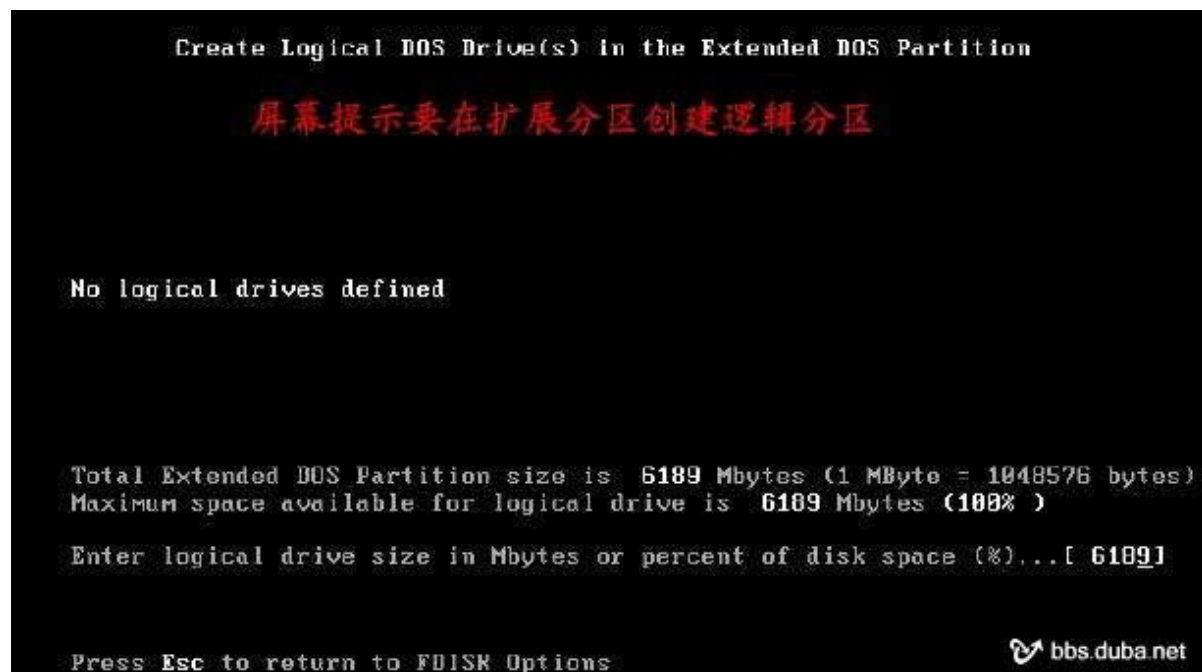 Create Logical DOS Drive(s) in the Extended DOS Partition
屏幕提示要在扩展分区创建逻辑分区
No logical drives defined
Total Extended DOS Partition size is 6189 Mbytes (1 MByte = 1048576 bytes)
Maximum space available for logical drive is 6189 Mbytes (100% )
Enter logical drive size in Mbytes or percent of disk space (%)...[ 6189]
Press Esc to return to FDISK Options
bbs.duba.net